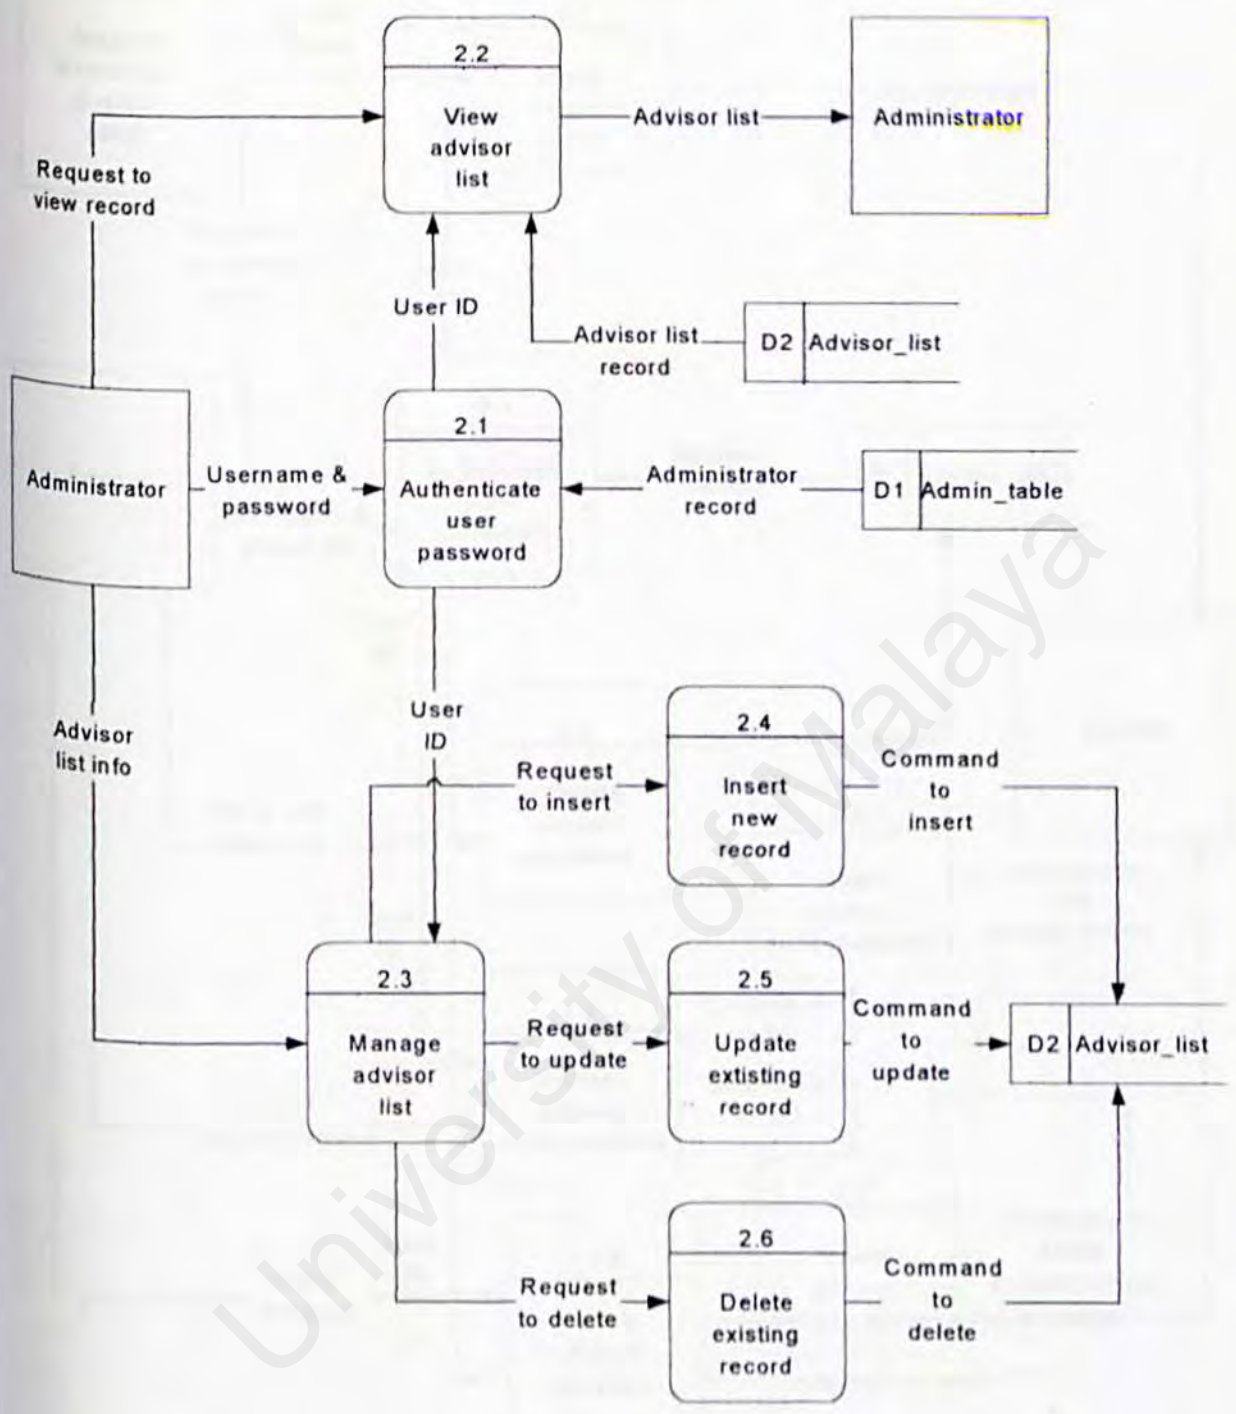 2.2
View
advisor
list
Advisor list
Administrator
Request to
view record
User ID
Advisor list
record
D2 Advisor_list
Administrator
Username &
password
2.1
Authenticate
user
password
Administrator
record
D1 Admin_table
Advisor
list info
User
ID
Request
to insert
2.4
Insert
new
record
Command
to
insert
2.3
Manage
advisor
list
Request
to update
2.5
Update
extisting
record
Command
to
update
D2 Advisor_list
Request
to delete
2.6
Delete
existing
record
Command
to
delete
University of Malaya